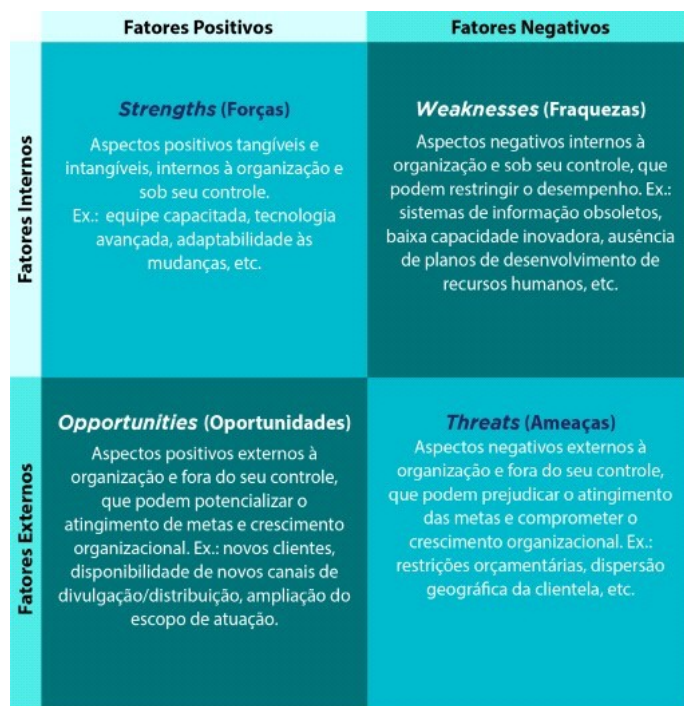 Fatores Positivos
Fatores Negativos
Fatores Internos
Strengths (Forças)
Aspectos positivos tangíveis e
intangíveis, internos à organização e
sob seu controle.
Ex.: equipe capacitada, tecnologia
avançada, adaptabilidade às
mudanças, etc.
Weaknesses (Fraquezas)
Aspectos negativos internos à
organização e sob seu controle, que
podem restringir o desempenho. Ex.:
sistemas de informação obsoletos,
baixa capacidade inovadora, ausência
de planos de desenvolvimento de
recursos humanos, etc.
Fatores Externos
Opportunities (Oportunidades)
Aspectos positivos externos à
organização e fora do seu controle,
que podem potencializar o
atingimento de metas e crescimento
organizacional. Ex.: novos clientes,
disponibilidade de novos canais de
divulgação/distribuição, ampliação do
escopo de atuação.
Threats (Ameaças)
Aspectos negativos externos à
organização e fora do seu controle,
que podem prejudicar o atingimento
das metas e comprometer o
crescimento organizacional. Ex.:
restrições orçamentárias, dispersão
geográfica da clientela, etc.